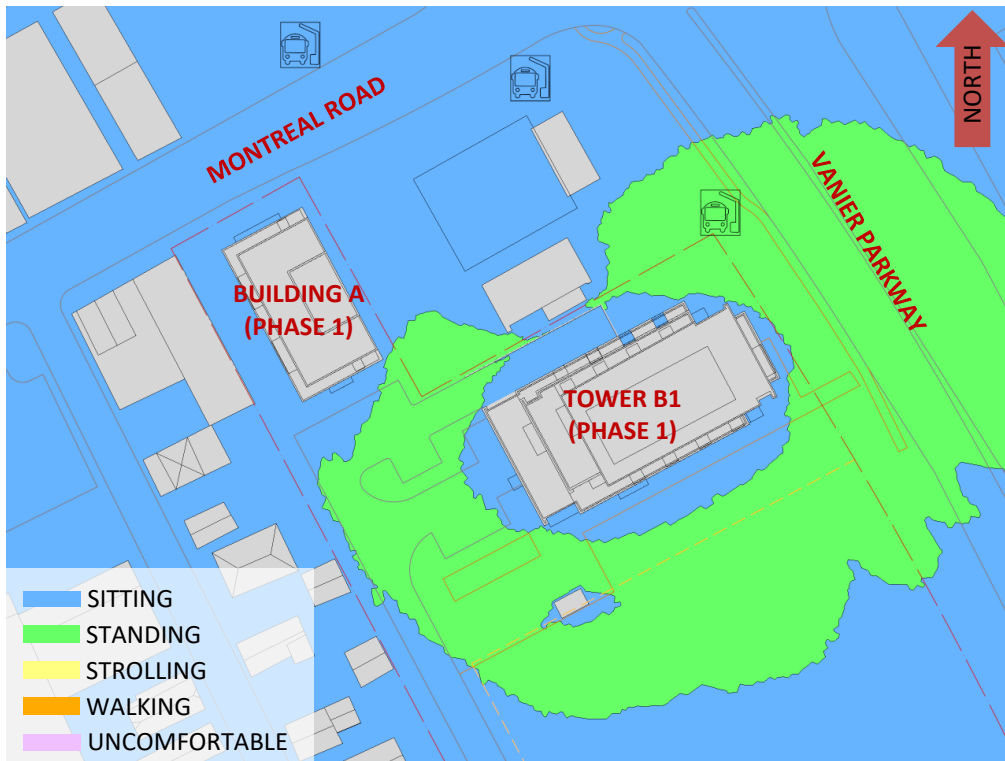 NORTH
MONTREAL ROAD
VANIER PARKWAY
BUILDING A
(PHASE 1)
TOWER B1
(PHASE 1)
SITTING
STANDING
STROLLING
WALKING
UNCOMFORTABLE